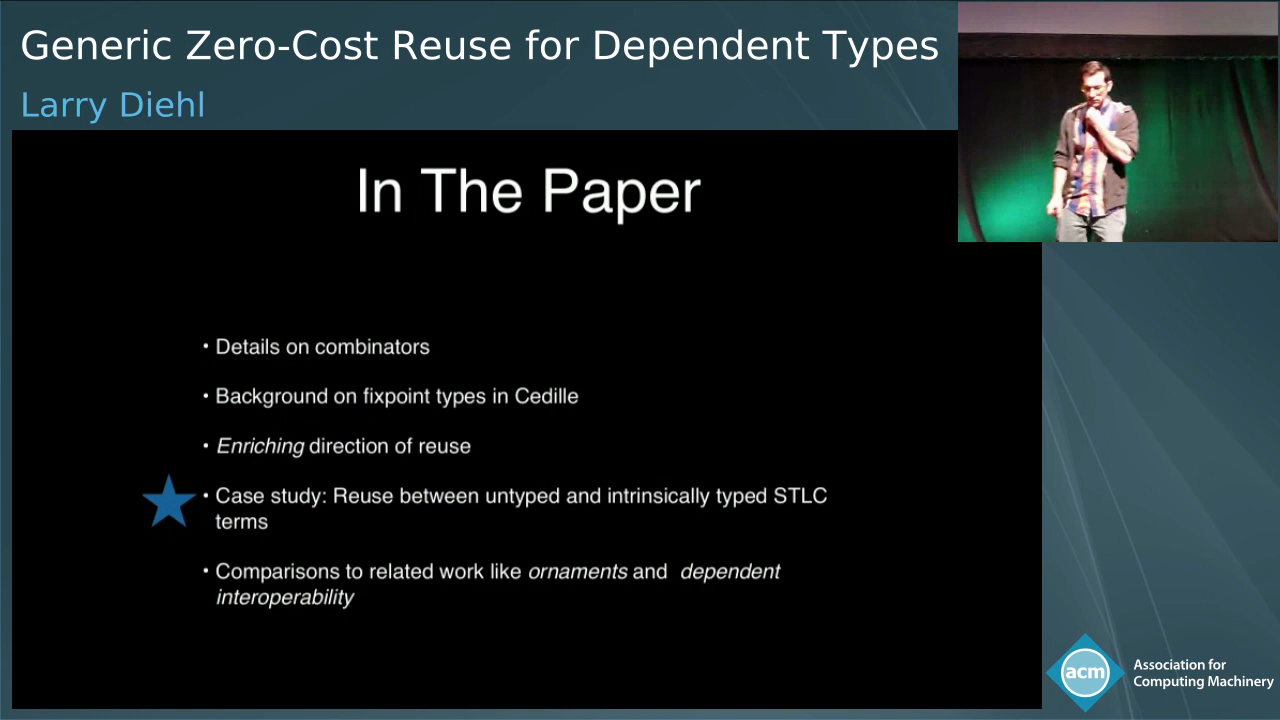 Generic Zero-Cost Reuse for Dependent Types
Larry Diehl
In The Paper
• Details on combinators
• Background on fixpoint types in Cedille
• Enriching direction of reuse
• Case study: Reuse between untyped and intrinsically typed STLC
terms
• Comparisons to related work like ornaments and dependent
interoperability
acm
Association for
Computing Machinery